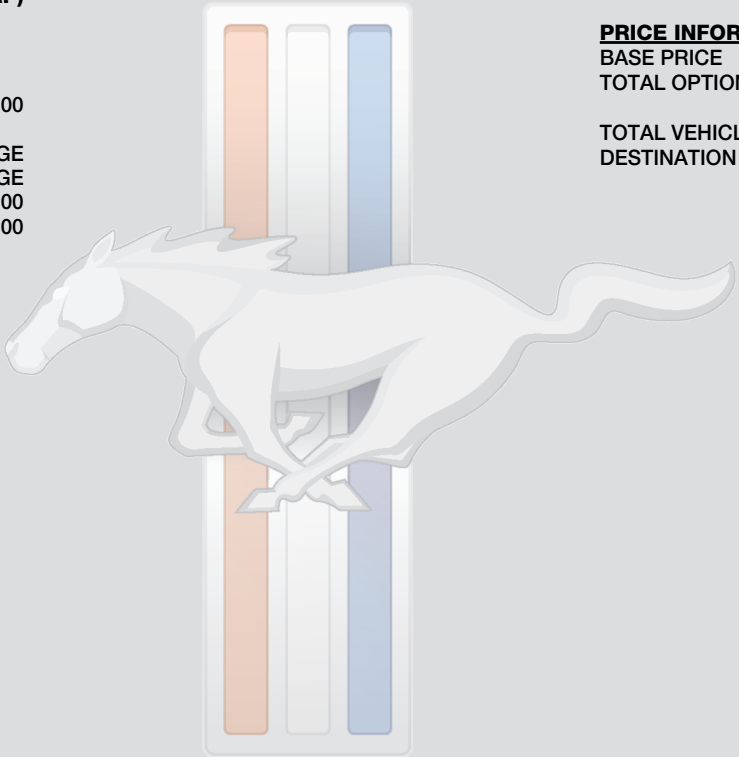 00
GE
GE
00
00
PRICE INFOR
BASE PRICE
TOTAL OPTION
TOTAL VEHICL
DESTINATION